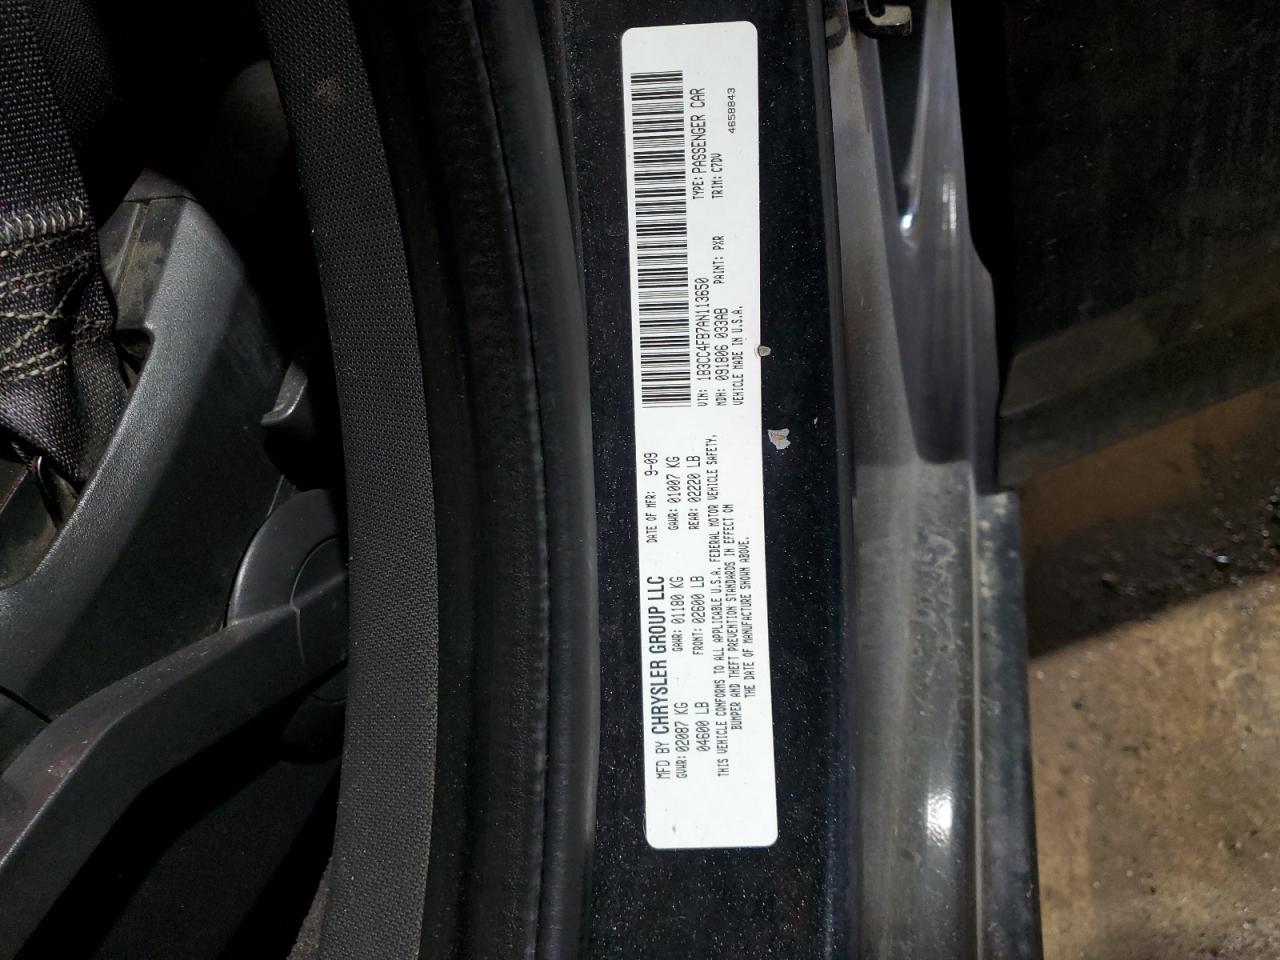 MFD BY CHRYSLER GROUP LLC DATE OF MFR: 9-09
GVWR: 02087 KG GAWR: 01180 KG GAWR: 01007 KG
04600 LB FRONT: 02600 LB REAR: 02220 LB
THIS VEHICLE CONFORMS TO ALL APPLICABLE U.S.A. FEDERAL MOTOR VEHICLE SAFETY,
BUMPER AND THEFT PREVENTION STANDARDS IN EFFECT ON
THE DATE OF MANUFACTURE SHOWN ABOVE.
VIN: 1B3CC4FB7AN113650 TYPE: PASSENGER CAR
MDH: 091806 033AB PAINT: PXR TRIM: C7DV
VEHICLE MADE IN U.S.A.
4658843